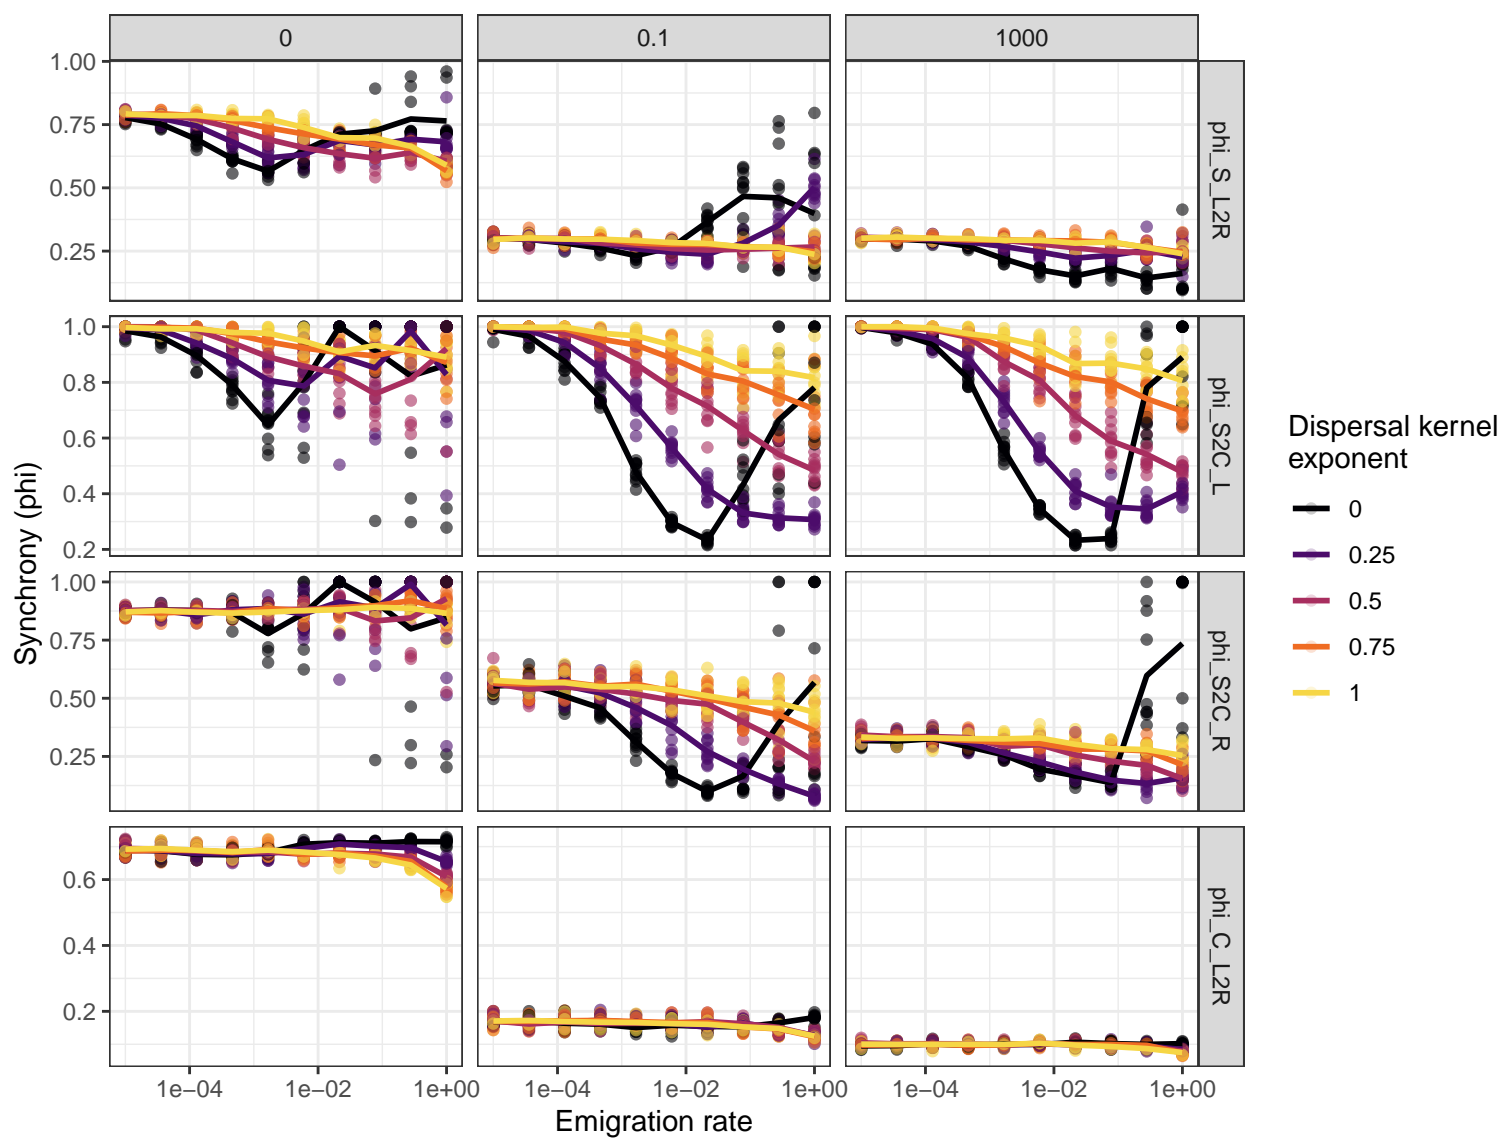 0
0.1
1000
1.00
0.75
0.50
0.25
phi_S_L2R
1.0
0.8
0.6
0.4
0.2
phi_S2C_L
1.00
0.75
0.50
0.25
phi_S2C_R
0.6
0.4
0.2
phi_C_L2R
Synchrony (phi)
1e−04
1e−02
1e+00
1e−04
1e−02
1e+00
1e−04
1e−02
1e+00
Emigration rate
Dispersal kernel
exponent
0
0.25
0.5
0.75
1